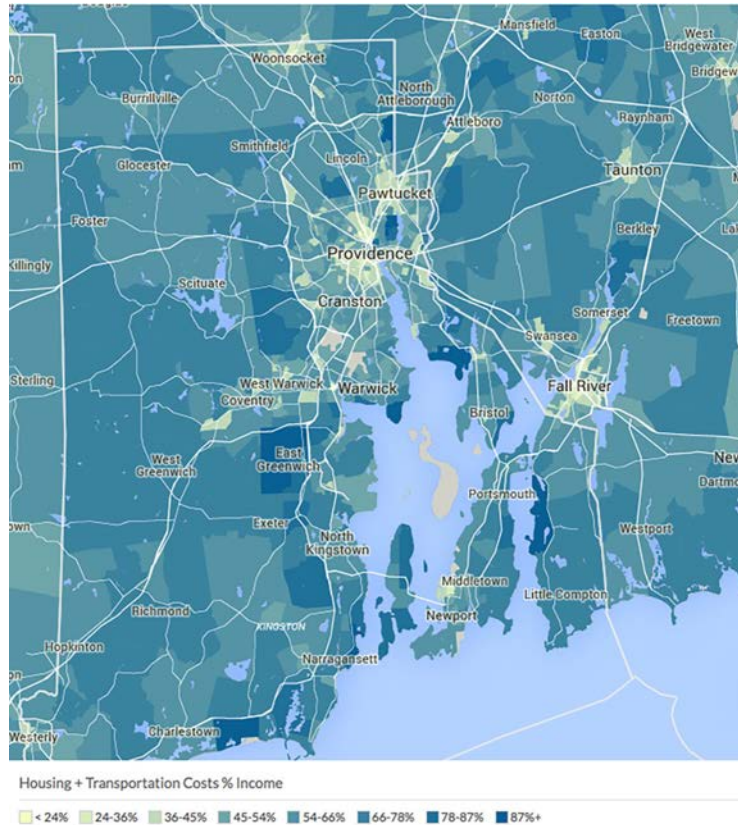 Mansfield
Easton
West
Bridgewater
Woonsocket
Bridgew
North
Attleborough
Norton
Burrillville
Raynham
Attleboro
Smithfield
Lincoln
Glocester
Taunton
Pawtucket
Foster
Berkley
Killingly
Providence
Scituate
Somerset
Cranston
Freetown
Swansea
Sterling
West Warwick
Warwick
Fall River
Coventry
Bristol
West
Greenwich
East
Greenwich
New
Dartmo
Portsmouth
Exeter
Westport
North
Kingstown
Middletown
Little Compton
Richmond
Newport
KINGSTON
Hopkinton
Narragansett
Charlestown
Westerly
Housing + Transportation Costs % Income
< 24% 24-36% 36-45% 45-54% 54-66% 66-78% 78-87% 87%+